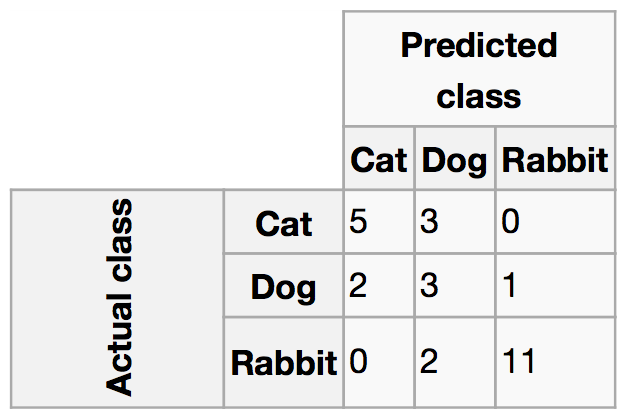 Predicted
class
Cat Dog Rabbit
Actual class
Cat 5 3 0
Dog 2 3 1
Rabbit 0 2 11